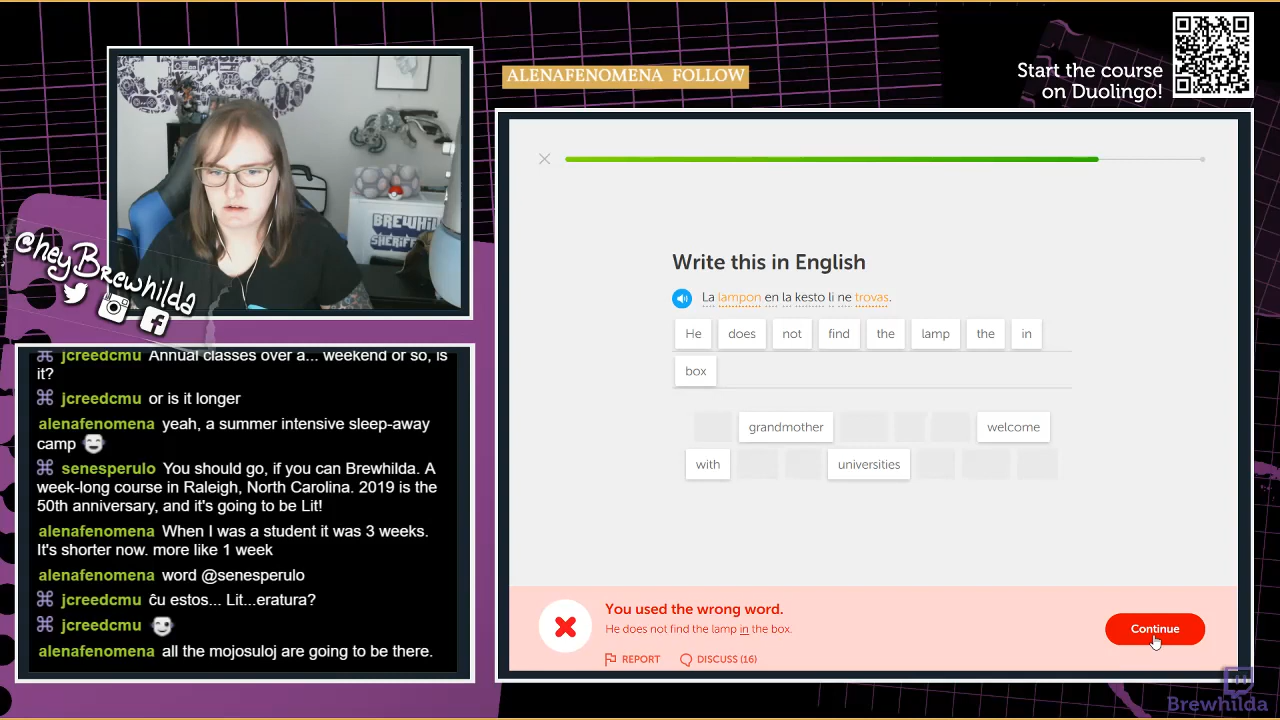 ALENAFENOMENA FOLLOW
Start the course
on Duolingo!
@heyBrewhilda
BREWHIL
SHERIFF
Write this in English
La lampon en la kesto li ne trovas.
He does not find the lamp the in
box
grandmother welcome
with universities
You used the wrong word.
He does not find the lamp in the box.
REPORT DISCUSS (16)
Continue
jcreedcmu Annual classes over a... weekend or so, is
it?
jcreedcmu or is it longer
alenafenomena yeah, a summer intensive sleep-away
camp
senesperulo You should go, if you can Brewhilda. A
week-long course in Raleigh, North Carolina. 2019 is the
50th anniversary, and it's going to be Lit!
alenafenomena When I was a student it was 3 weeks.
It's shorter now. more like 1 week
alenafenomena word @senesperulo
jcreedcmu ĉu estos... Lit...eratura?
jcreedcmu
alenafenomena all the mojosuloj are going to be there.
Brewhilda